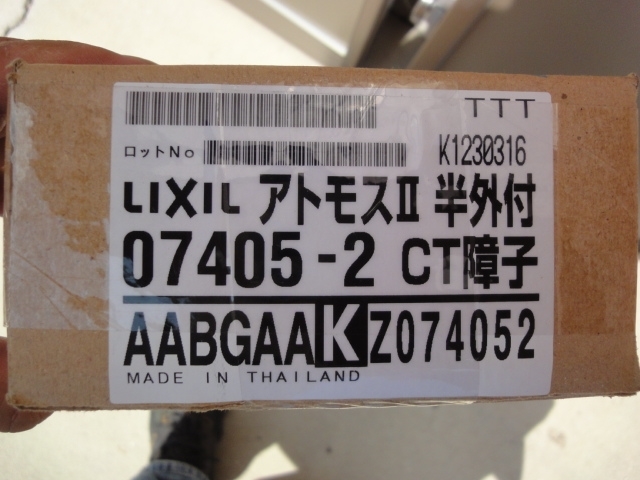 TTT
ロットNo K1230316
LIXIL アトモスII 半外付
07405-2 CT障子
AABGAAKZ074052
MADE IN THAILAND